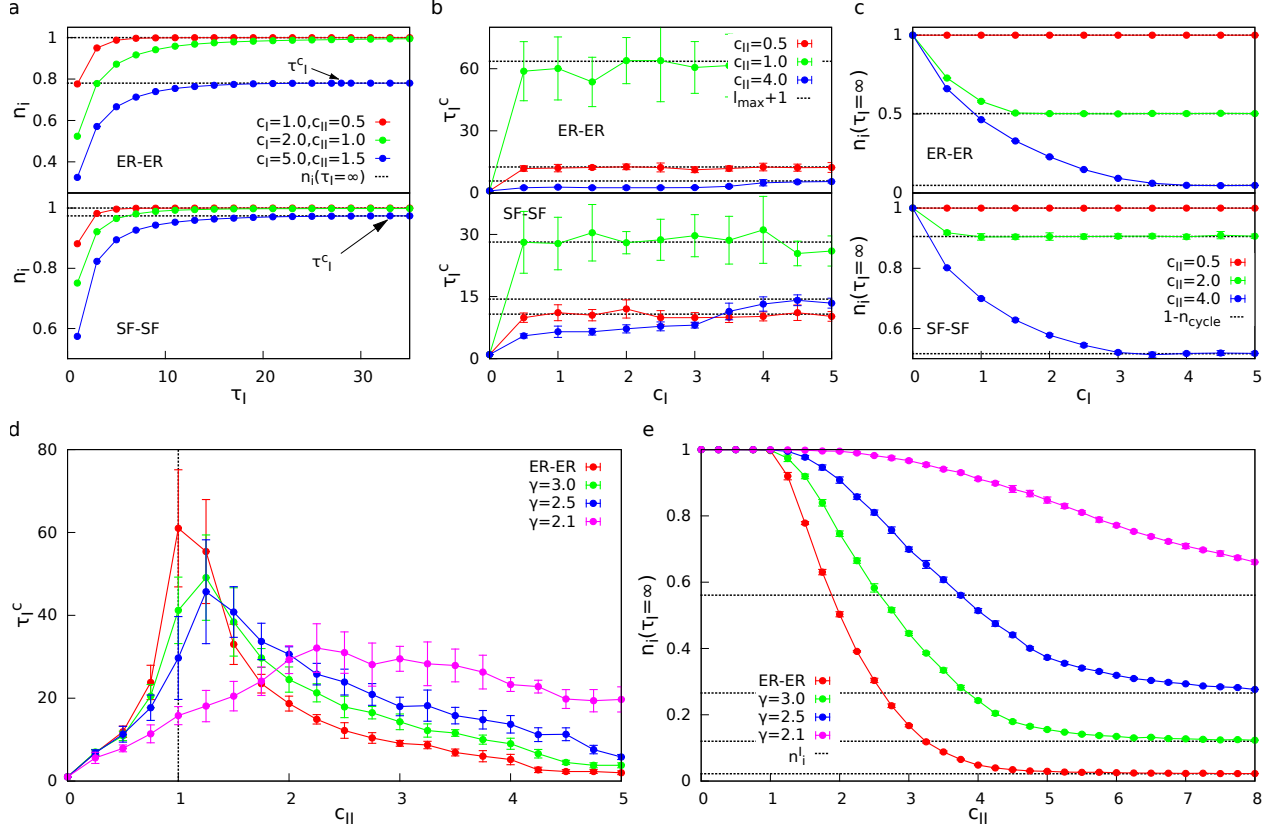 a
1
0.8
0.6
0.4
n_i
τ^c_I
c_I=1.0,c_II=0.5
c_I=2.0,c_II=1.0
c_I=5.0,c_II=1.5
n_i(τ_I=∞)
ER-ER
1
0.8
0.6
n_i
τ^c_I
SF-SF
0 10 20 30
τ_I
b
60
30
0
τ_I^c
c_II=0.5
c_II=1.0
c_II=4.0
l_max+1
ER-ER
SF-SF
30
15
0
τ_I^c
0 1 2 3 4 5
c_I
c
1
0.5
0
n_i(τ_I=∞)
ER-ER
1
0.8
0.6
n_i(τ_I=∞)
c_II=0.5
c_II=2.0
c_II=4.0
1-n_cycle
SF-SF
0 1 2 3 4 5
c_I
d
80
60
40
20
0
τ_I^c
ER-ER
γ=3.0
γ=2.5
γ=2.1
0 1 2 3 4 5
c_II
e
1
0.8
0.6
0.4
0.2
0
n_i(τ_I=∞)
ER-ER
γ=3.0
γ=2.5
γ=2.1
n^I_i
0 1 2 3 4 5 6 7 8
c_II